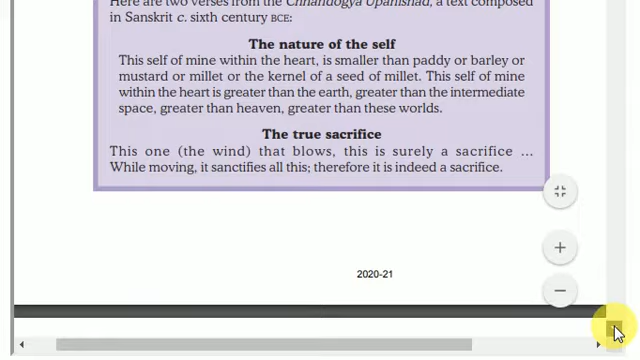 Here are two verses from the Chhandogya Upanishad, a text composed
in Sanskrit c. sixth century BCE:
The nature of the self
This self of mine within the heart, is smaller than paddy or barley or
mustard or millet or the kernel of a seed of millet. This self of mine
within the heart is greater than the earth, greater than the intermediate
space, greater than heaven, greater than these worlds.
The true sacrifice
This one (the wind) that blows, this is surely a sacrifice …
While moving, it sanctifies all this; therefore it is indeed a sacrifice.
2020-21